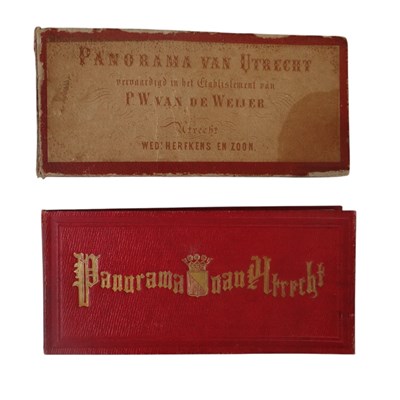 PANORAMA VAN UTRECHT
vervaardigd in het Etablissement van
P.W. VAN DE WEIJER
Utrecht
WED: HERFKENS EN ZOON.
Panorama van Utrecht